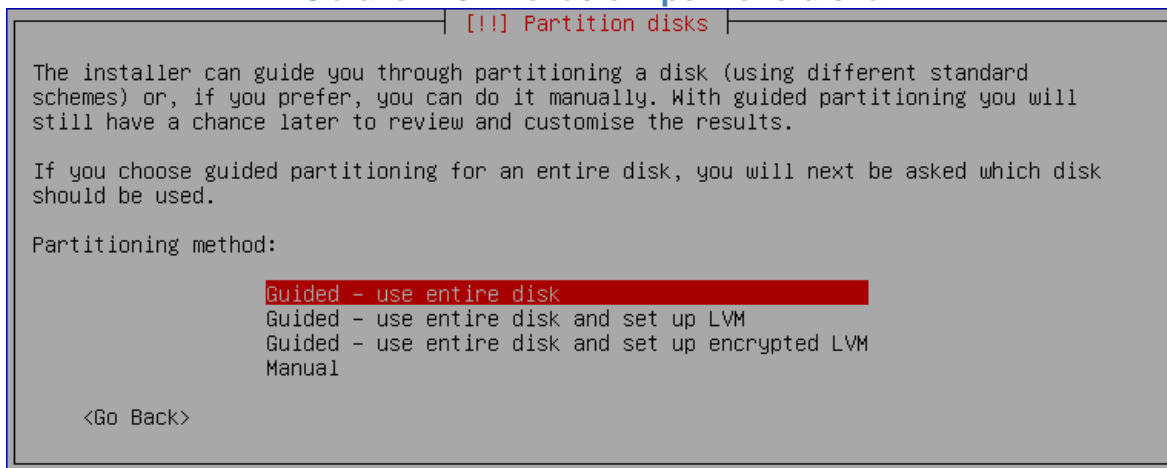 [!!] Partition disks
The installer can guide you through partitioning a disk (using different standard
schemes) or, if you prefer, you can do it manually. With guided partitioning you will
still have a chance later to review and customise the results.
If you choose guided partitioning for an entire disk, you will next be asked which disk
should be used.
Partitioning method:
Guided - use entire disk
Guided - use entire disk and set up LVM
Guided - use entire disk and set up encrypted LVM
Manual
<Go Back>